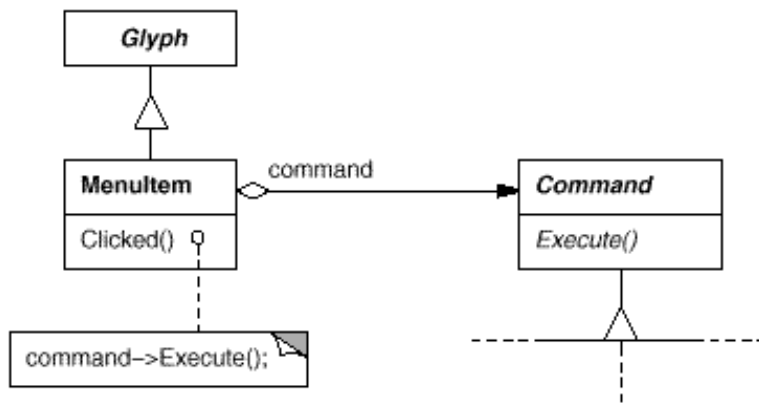 Glyph
command
MenuItem
Command
Clicked()
Execute()
command->Execute();